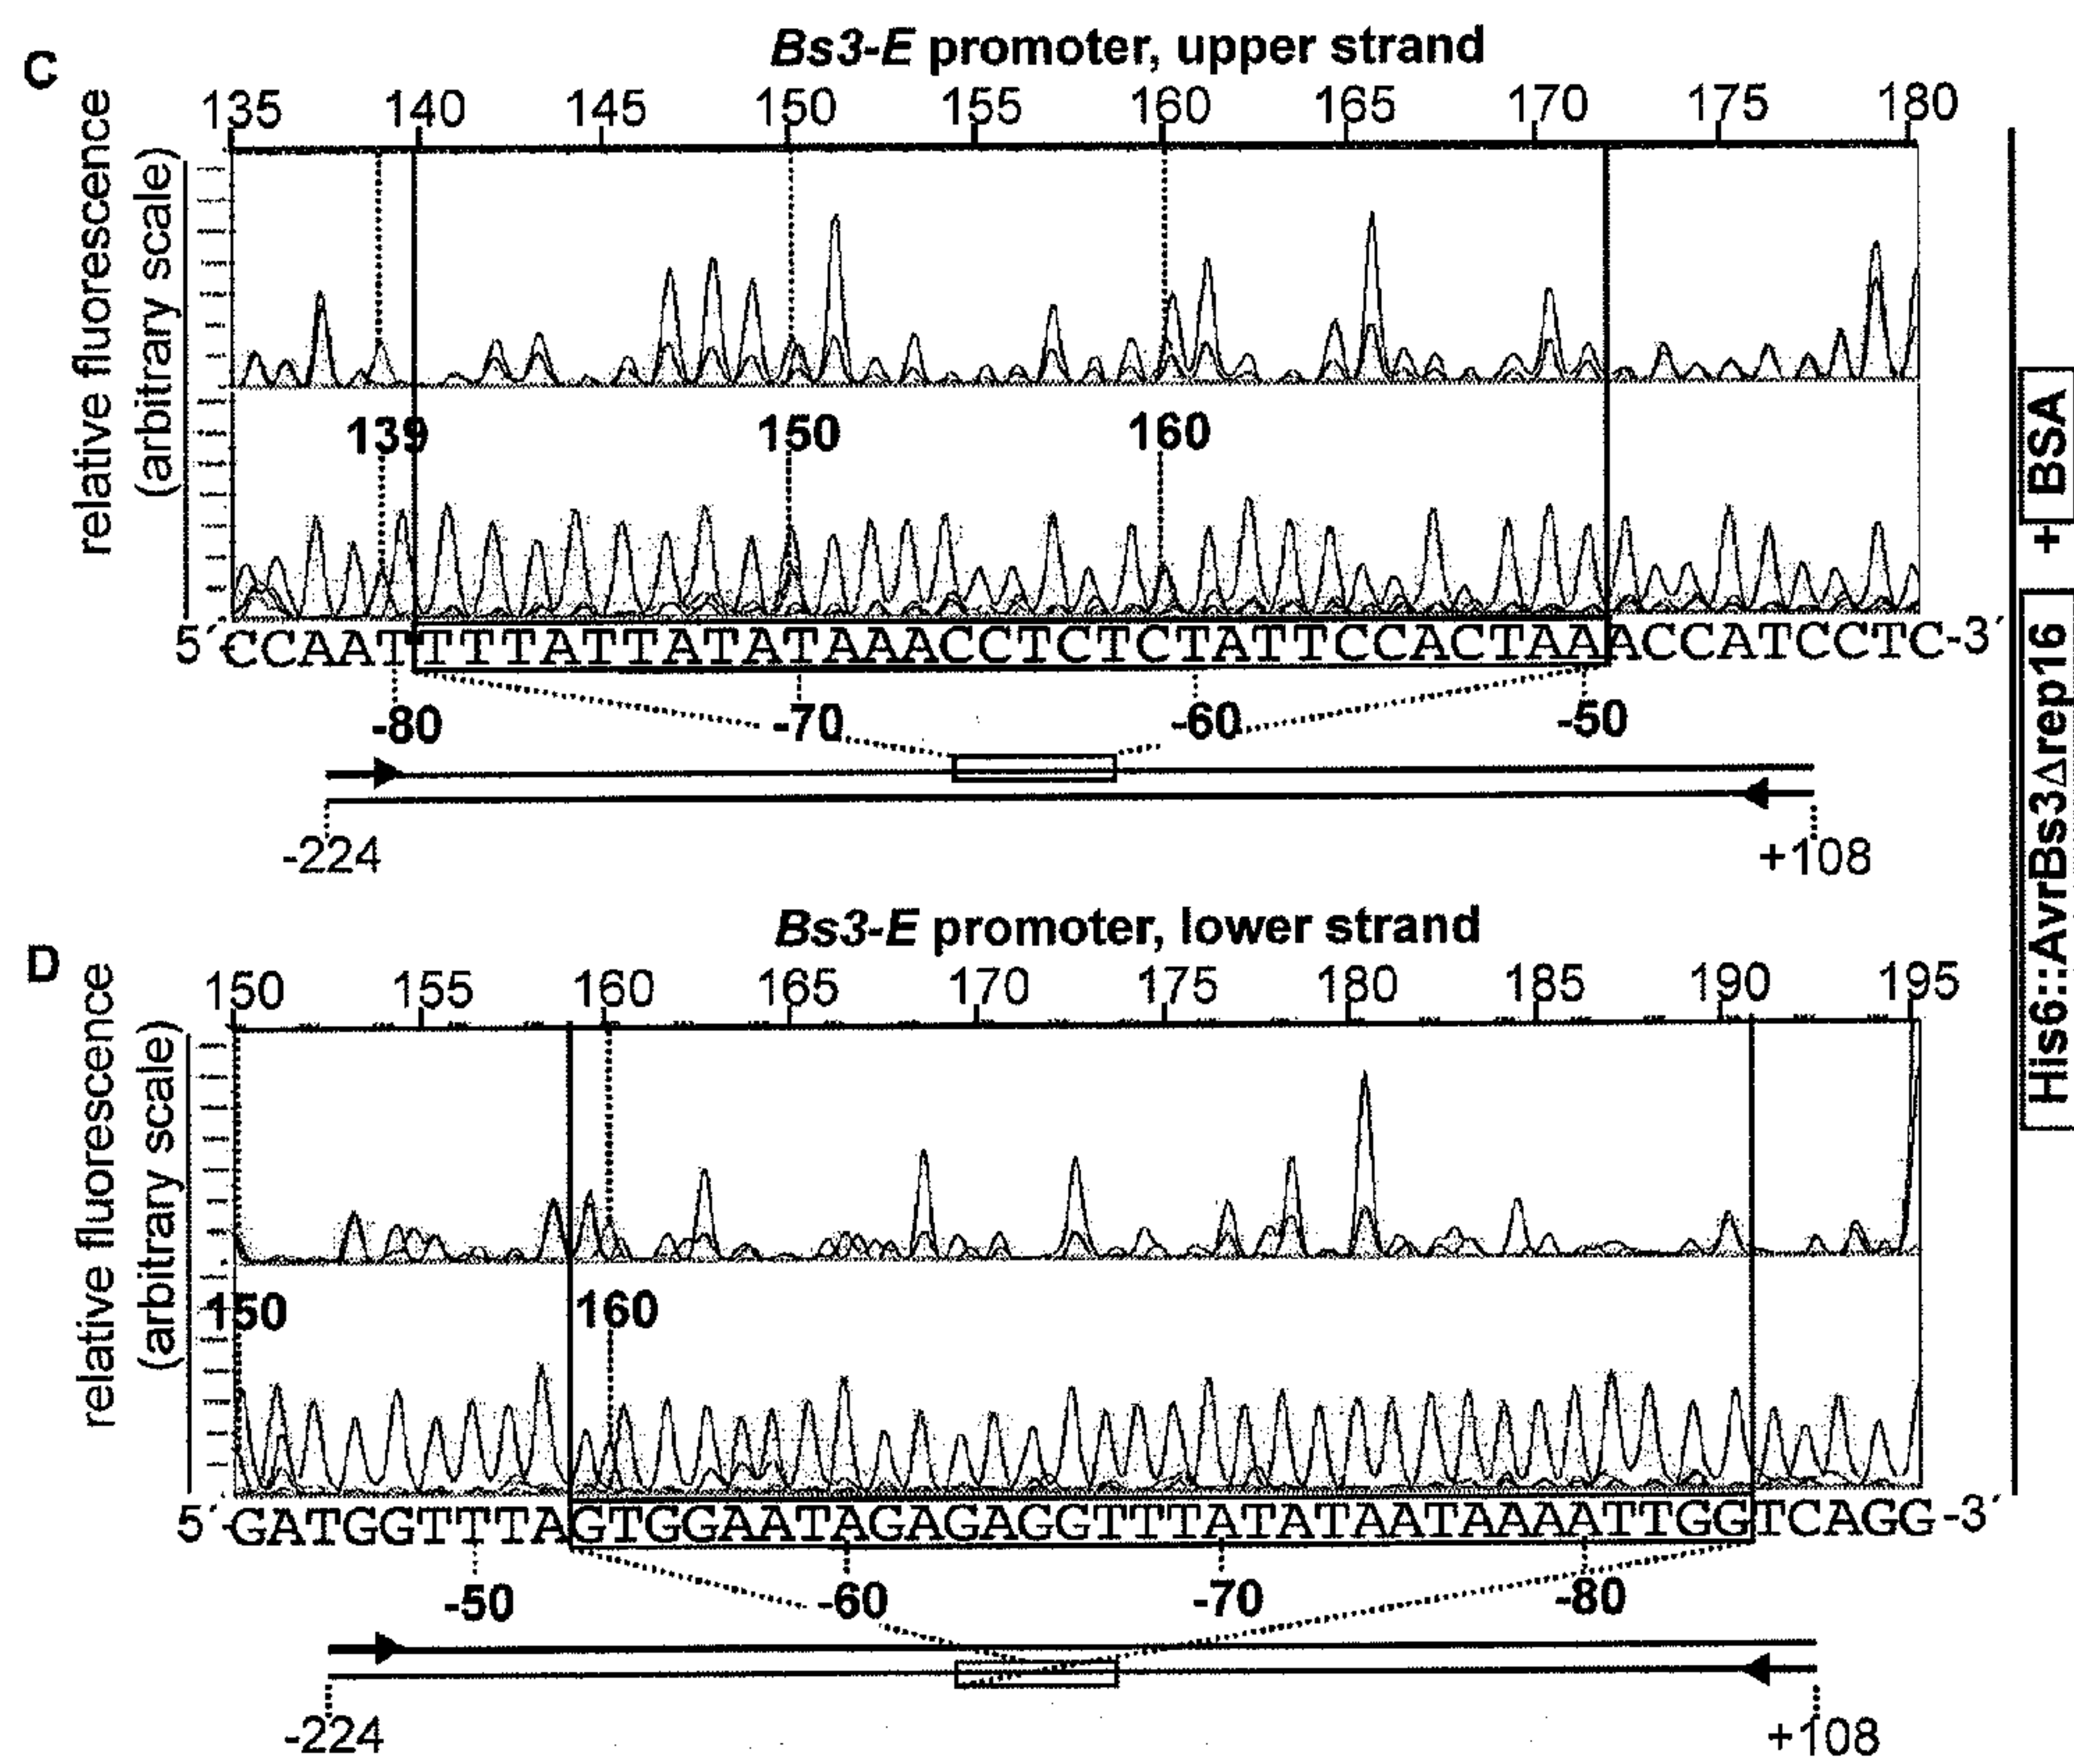 C
Bs3-E promoter, upper strand
135 140 145 150 155 160 165 170 175 180
relative fluorescence
(arbitrary scale)
139 150 160
5´-CCAATTTTATTATATAAACCTCTCTATTCCACTAAACCATCCTC-3´
-80 -70 -60 -50
-224 +108
D
Bs3-E promoter, lower strand
150 155 160 165 170 175 180 185 190 195
relative fluorescence
(arbitrary scale)
150 160
5´-GATGGTTTAGTGGAATAGAGAGGTTTATATAATAAAATTGGTCAGG-3´
-50 -60 -70 -80
-224 +108
His6::AvrBs3Δrep16 + BSA